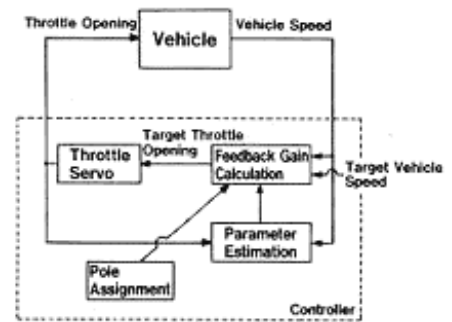 Throttle Opening
Vehicle Speed
Vehicle
Target Throttle
Opening
Throttle
Servo
Feedback Gain
Calculation
Target Vehicle
Speed
Parameter
Estimation
Pole
Assignment
Controller